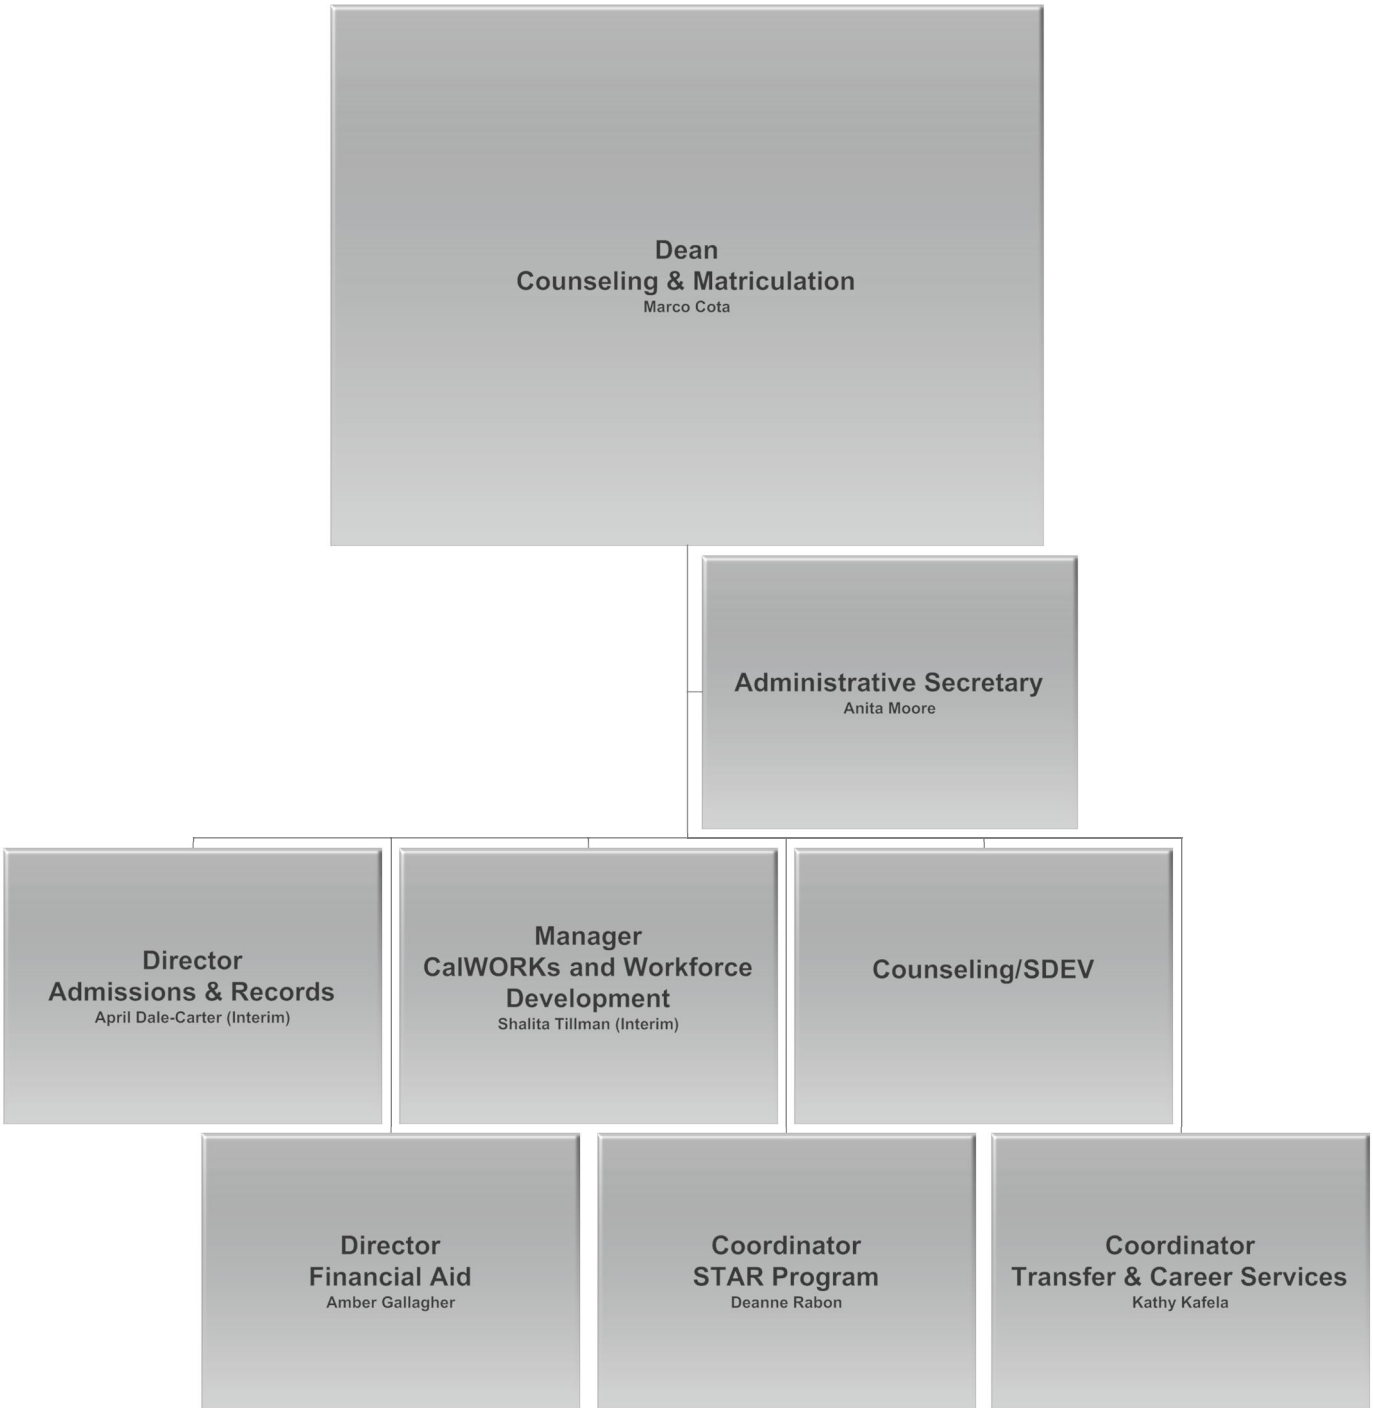 Dean
Counseling & Matriculation
Marco Cota
Administrative Secretary
Anita Moore
Director
Admissions & Records
April Dale-Carter (Interim)
Manager
CalWORKs and Workforce
Development
Shalita Tillman (Interim)
Counseling/SDEV
Director
Financial Aid
Amber Gallagher
Coordinator
STAR Program
Deanne Rabon
Coordinator
Transfer & Career Services
Kathy Kafela